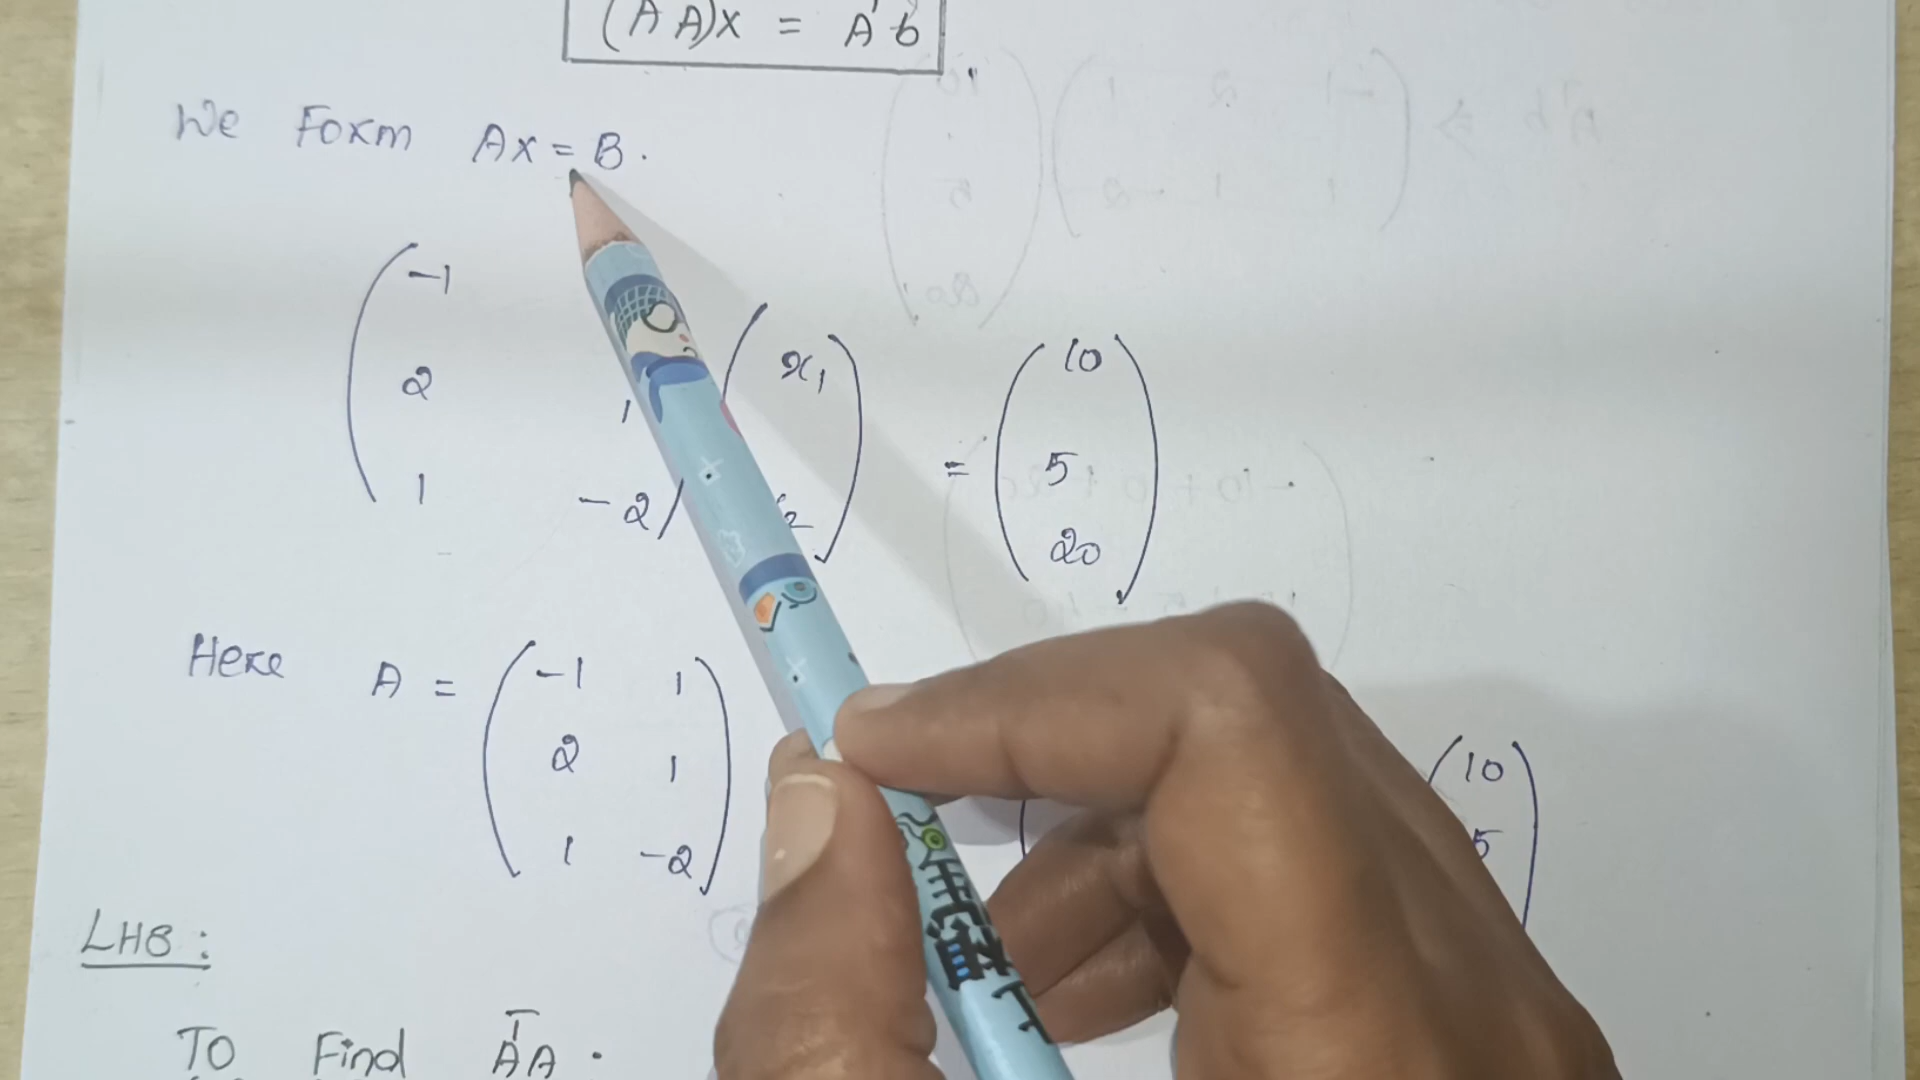 (A A)x = Aᵀb
We Form Ax = B.
-1
2 1
1 -2
x₁
= 10
5
20
Here A = -1 1
2 1
1 -2
10
5
LHS:
To Find AᵀA.